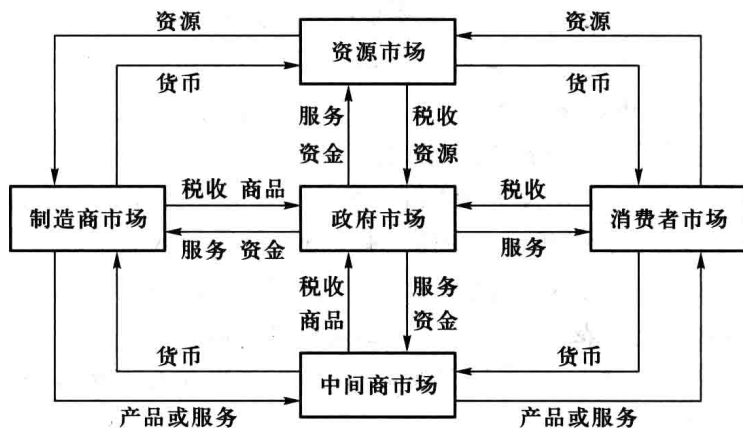 资源
资源
资源市场
货币
货币
服务
税收
资金
资源
税收 商品
税收
制造商市场
政府市场
消费者市场
服务 资金
服务
税收
服务
商品
资金
货币
货币
中间商市场
产品或服务
产品或服务